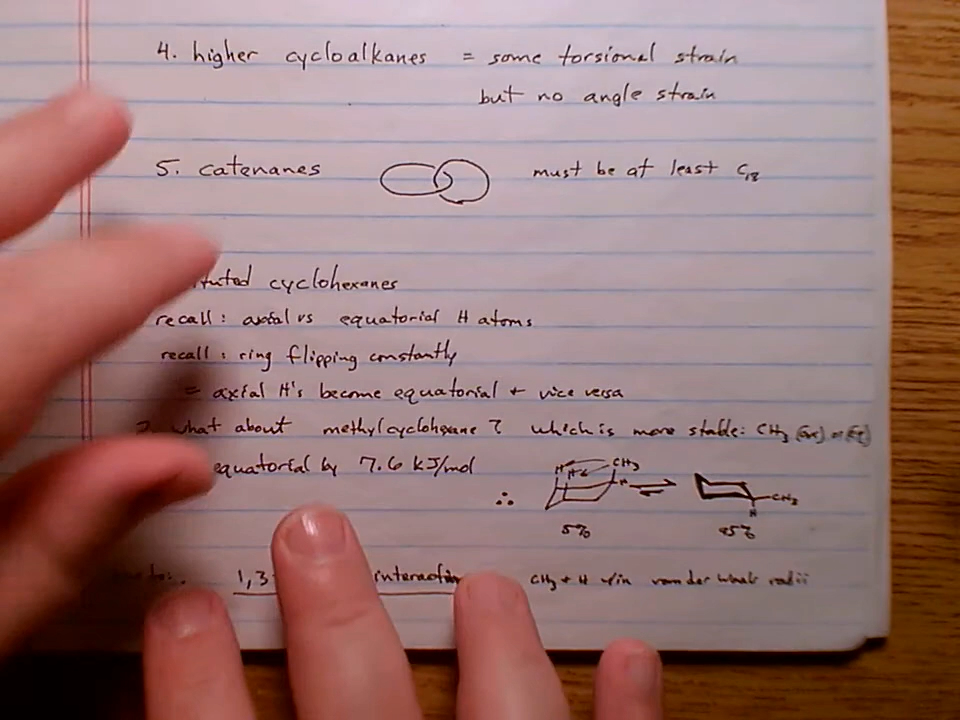 4. higher cycloalkanes = some torsional strain
but no angle strain
5. catenanes must be at least C18
tuted cyclohexanes
recall : axial vs equatorial H atoms
recall : ring flipping constantly
= axial H's become equatorial + vice versa
what about methylcyclohexane ? which is more stable: CH3 (ax) or (eq)
equatorial by 7.6 kJ/mol
∴ H H CH3 H CH3 H
5% 95%
to: 1,3 interaction CH3 + H w/in van der Waals radii